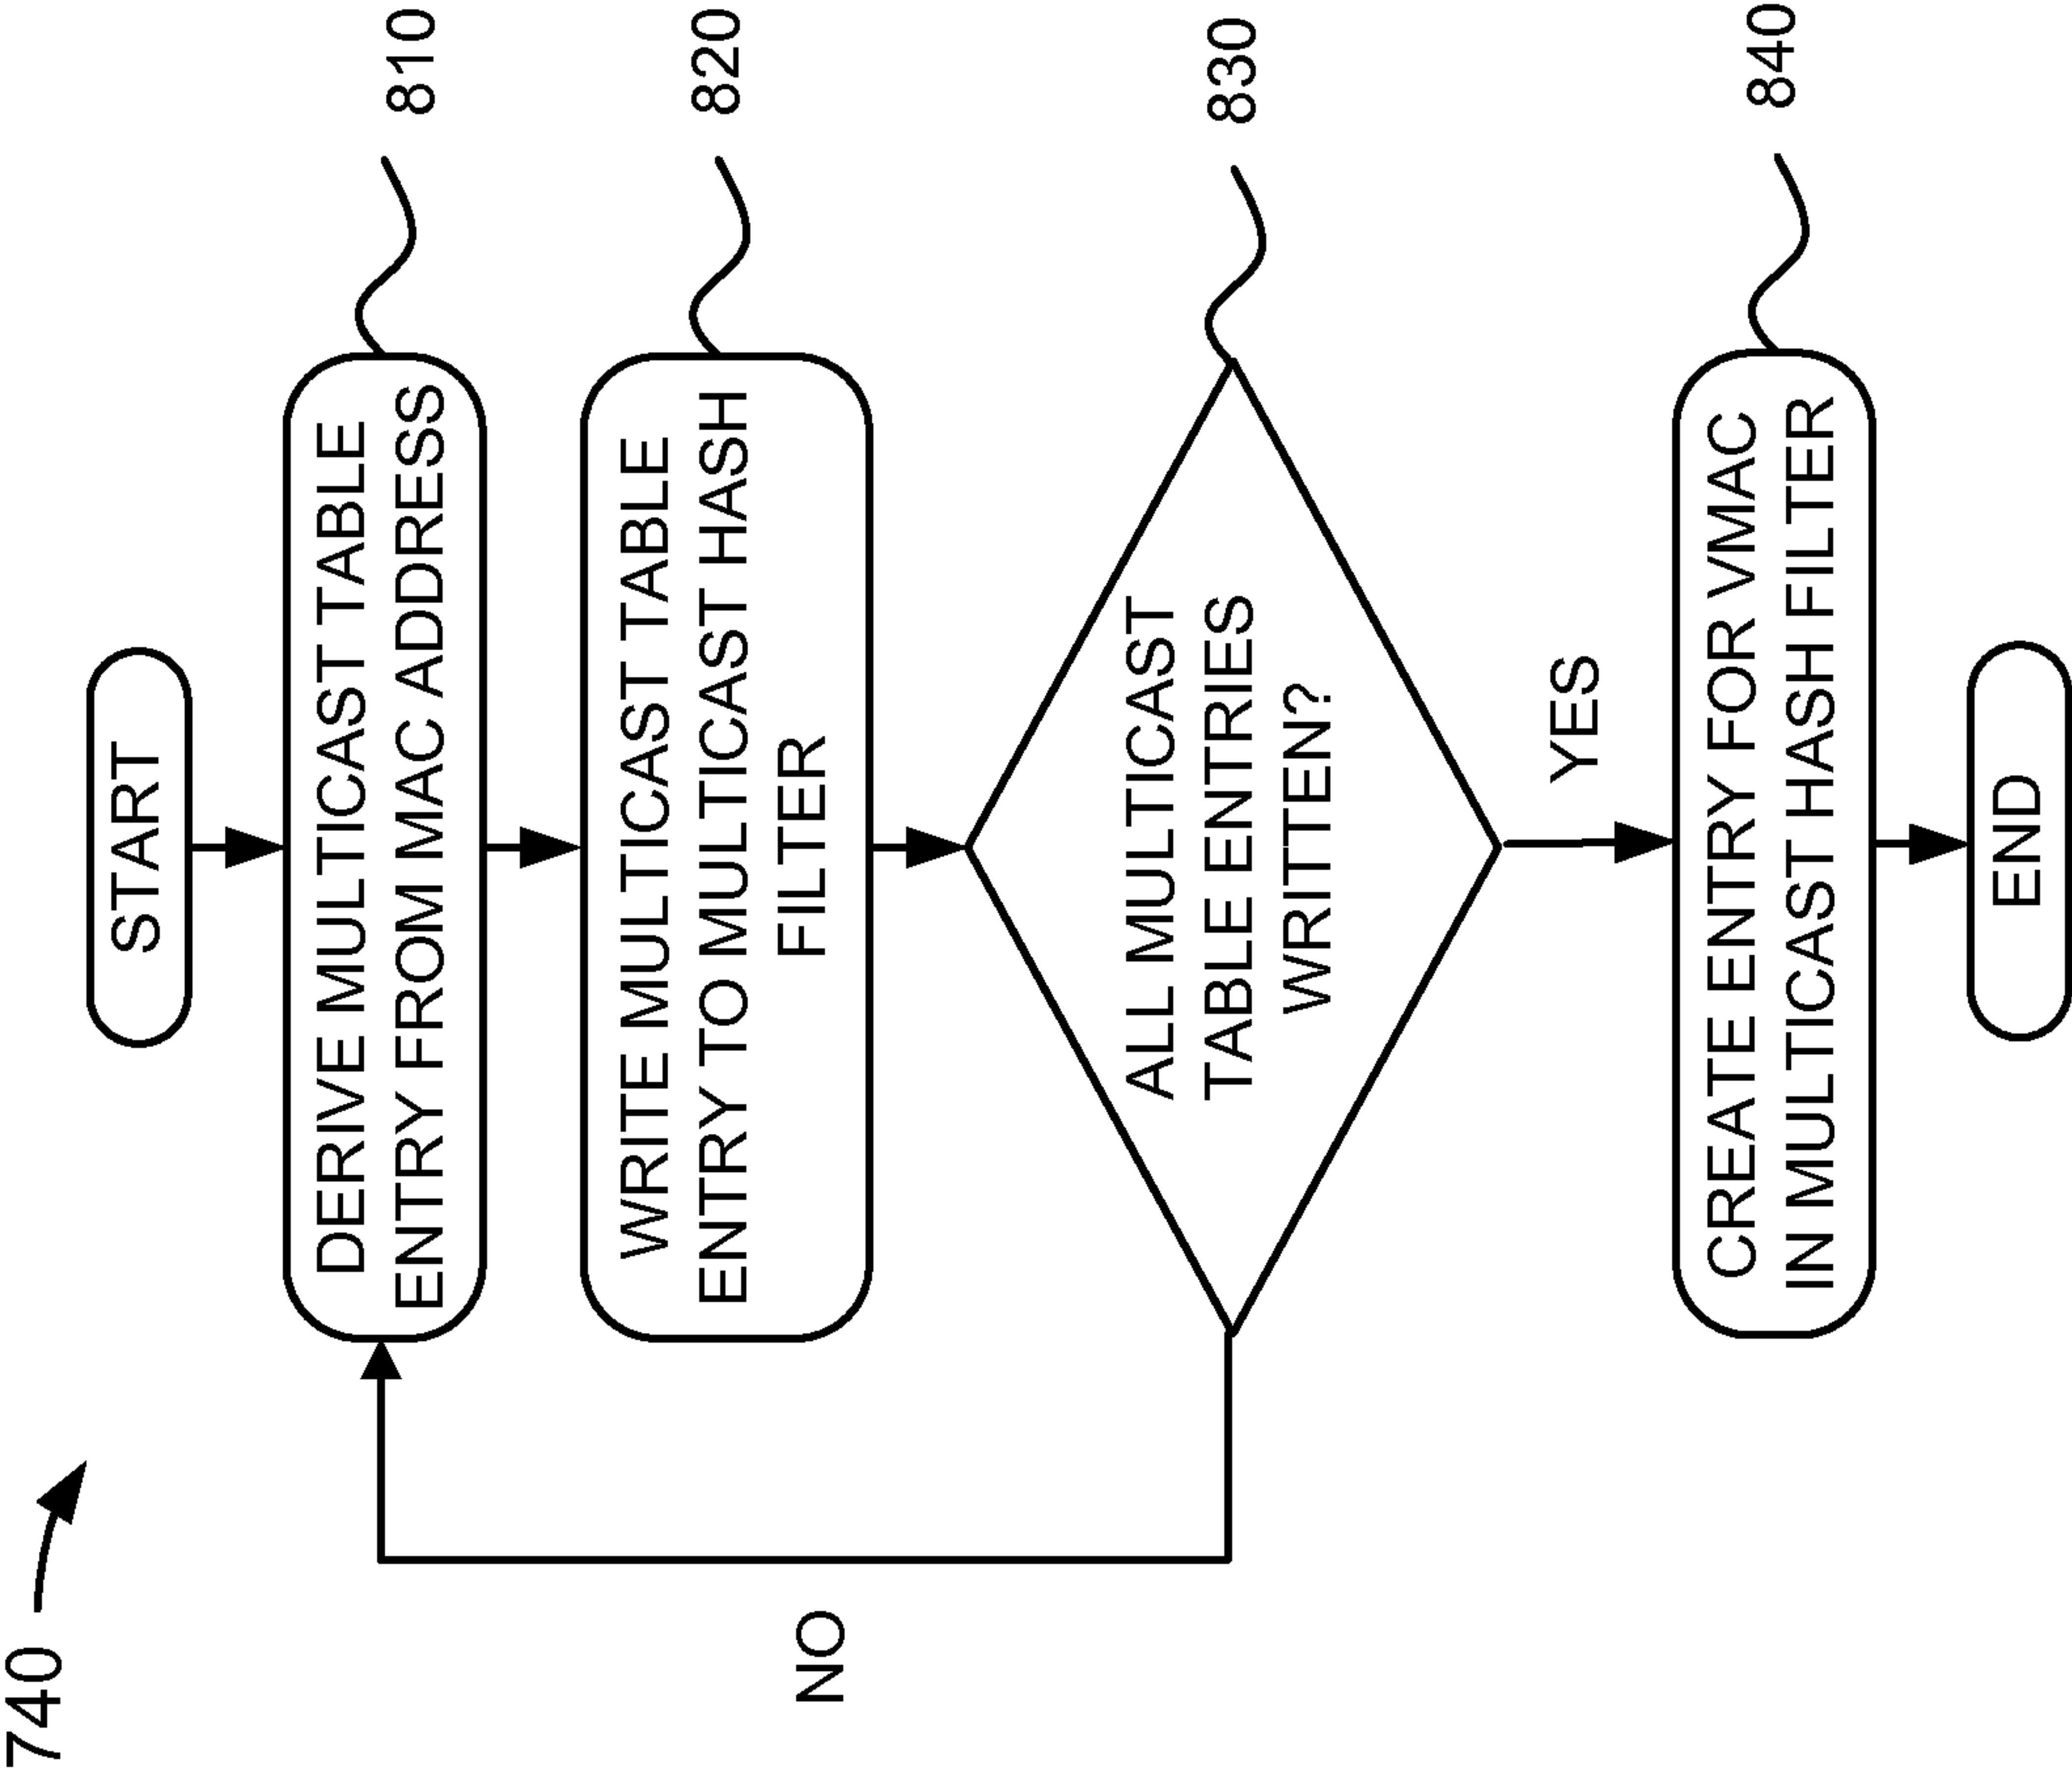 740
START
DERIVE MULTICAST TABLE
ENTRY FROM MAC ADDRESS
810
WRITE MULTICAST TABLE
ENTRY TO MULTICAST HASH
FILTER
820
NO
ALL MULTICAST
TABLE ENTRIES
WRITTEN?
830
YES
CREATE ENTRY FOR VMAC
IN MULTICAST HASH FILTER
840
END